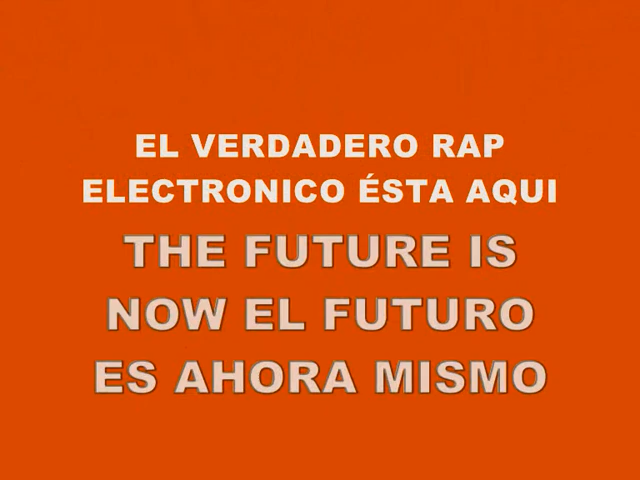 EL VERDADERO RAP
ELECTRONICO ÉSTA AQUI
THE FUTURE IS
NOW EL FUTURO
ES AHORA MISMO